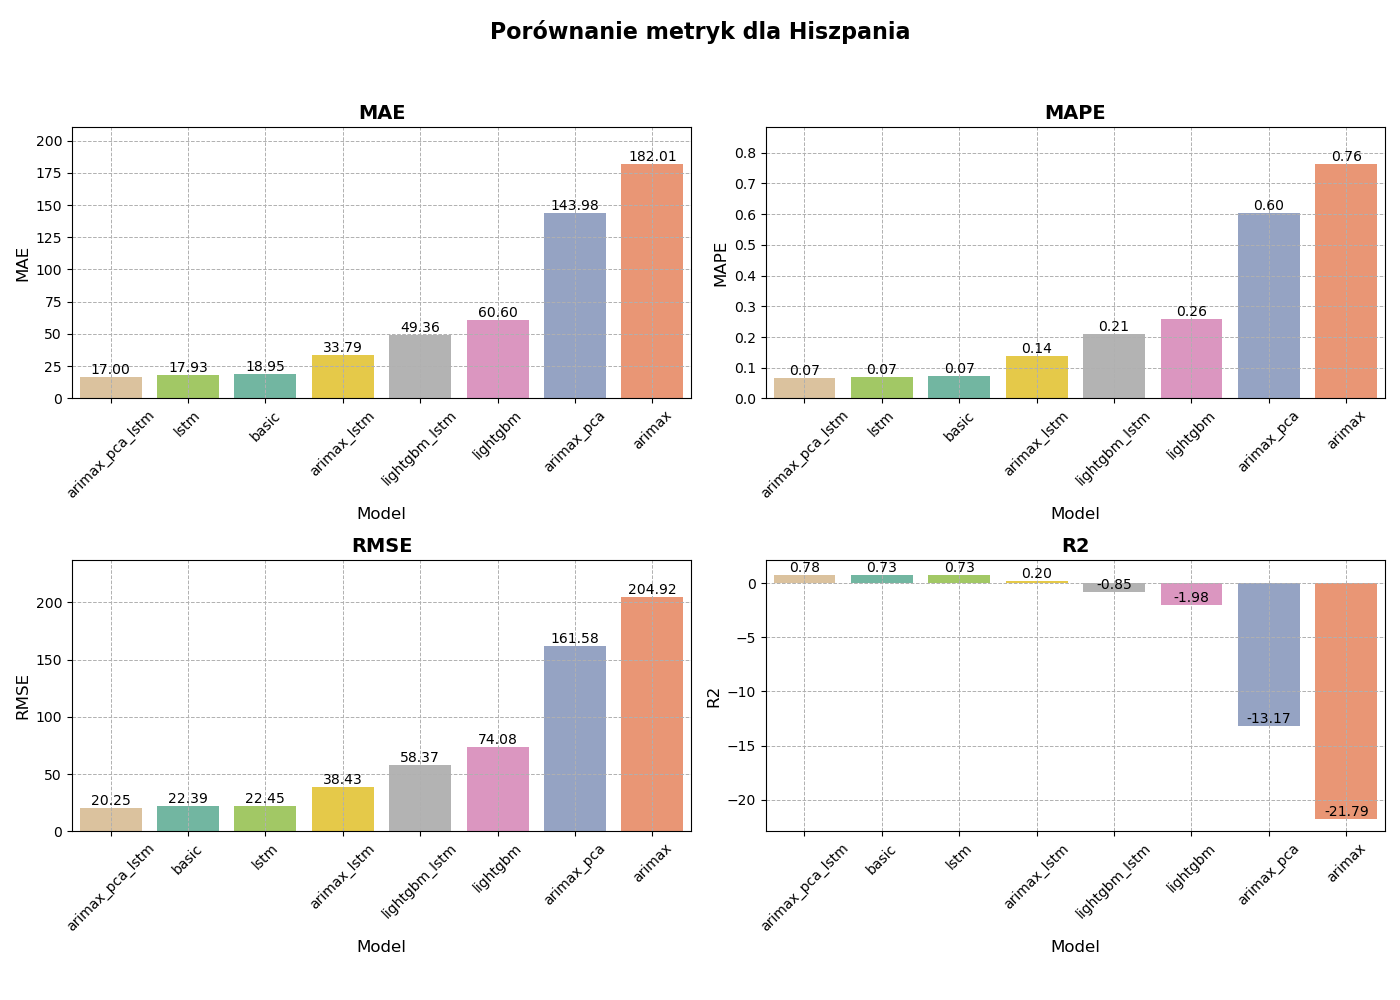 Porównanie metryk dla Hiszpania
MAE
MAE
200
175
150
125
100
75
50
25
0
17.00
17.93
18.95
33.79
49.36
60.60
143.98
182.01
arimax_pca_lstm
lstm
basic
arimax_lstm
lightgbm_lstm
lightgbm
arimax_pca
arimax
Model
MAPE
MAPE
0.8
0.7
0.6
0.5
0.4
0.3
0.2
0.1
0.0
0.07
0.07
0.07
0.14
0.21
0.26
0.60
0.76
arimax_pca_lstm
lstm
basic
arimax_lstm
lightgbm_lstm
lightgbm
arimax_pca
arimax
Model
RMSE
RMSE
200
150
100
50
0
20.25
22.39
22.45
38.43
58.37
74.08
161.58
204.92
arimax_pca_lstm
basic
lstm
arimax_lstm
lightgbm_lstm
lightgbm
arimax_pca
arimax
Model
R2
R2
0
−5
−10
−15
−20
0.78
0.73
0.73
0.20
-0.85
-1.98
-13.17
-21.79
arimax_pca_lstm
basic
lstm
arimax_lstm
lightgbm_lstm
lightgbm
arimax_pca
arimax
Model